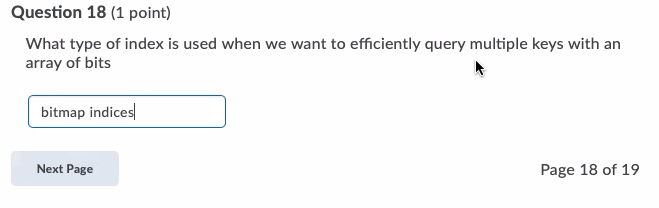 Question 18 (1 point)
What type of index is used when we want to efficiently query multiple keys with an
array of bits
bitmap indices
Next Page
Page 18 of 19